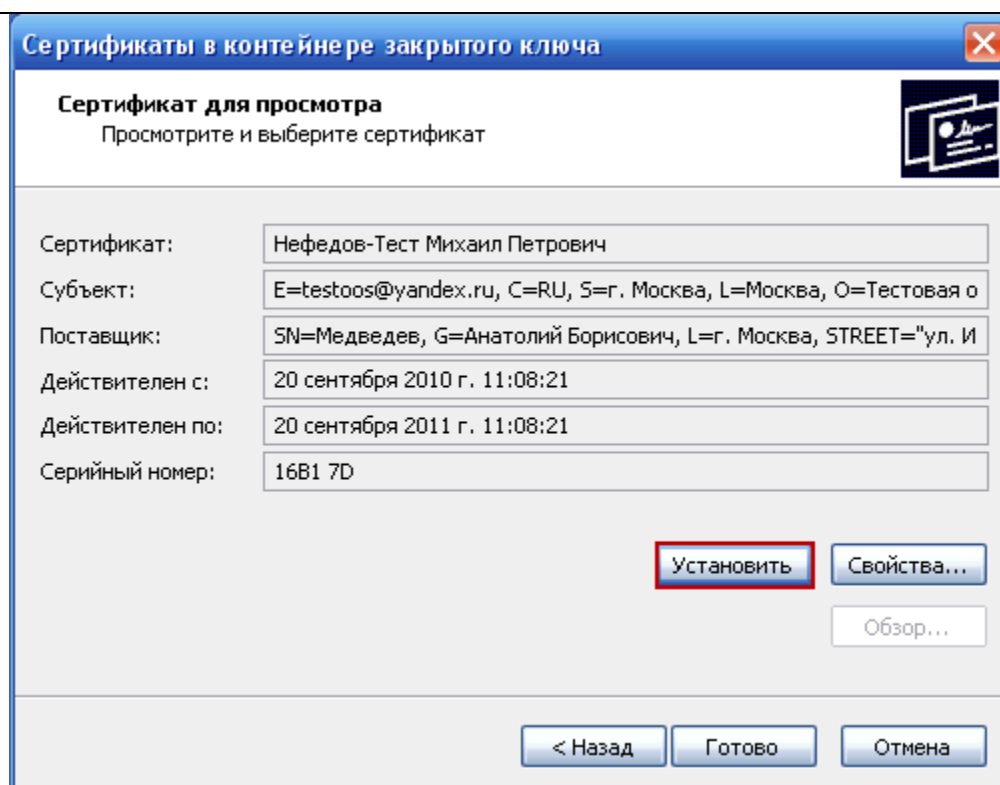 Сертификаты в контейнере закрытого ключа
Сертификат для просмотра
Просмотрите и выберите сертификат
Сертификат: Нефедов-Тест Михаил Петрович
Субъект: E=testoos@yandex.ru, C=RU, S=г. Москва, L=Москва, O=Тестовая о
Поставщик: SN=Медведев, G=Анатолий Борисович, L=г. Москва, STREET="ул. И
Действителен с: 20 сентября 2010 г. 11:08:21
Действителен по: 20 сентября 2011 г. 11:08:21
Серийный номер: 16B1 7D
Установить Свойства...
Обзор...
< Назад Готово Отмена